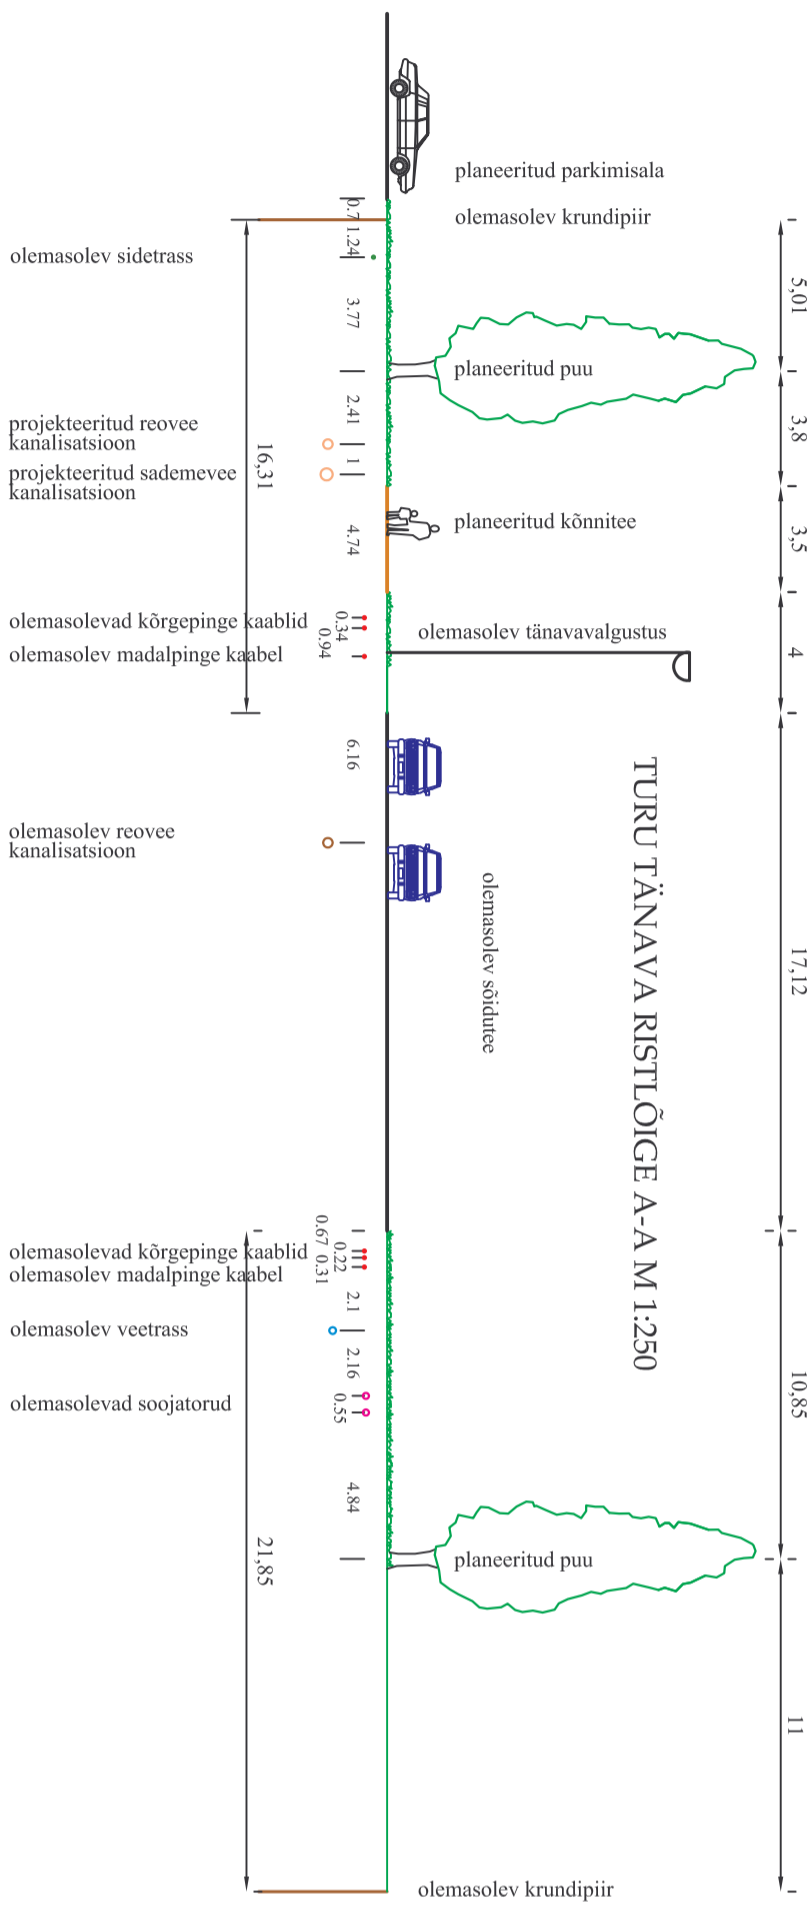 planeeritud parkimisala
olemasolev krundipiir
olemasolev sidetrass
0.7
1.24
3.77
5,01
planeeritud puu
3,8
2.41
projekteeritud reovee
kanalisatsioon
1
projekteeritud sademevee
kanalisatsioon
16,31
planeeritud kõnnitee
3,5
4.74
olemasolevad kõrgepinge kaablid
0.34
olemasolev tänavavalgustus
0.94
olemasolev madalpinge kaabel
4
6.16
TURU TÄNAVA RISTLÕIGE A-A M 1:250
olemasolev reovee
kanalisatsioon
olemasolev sõidutee
17,12
0.67
olemasolevad kõrgepinge kaablid
0.22
olemasolev madalpinge kaabel
0.31
2.1
olemasolev veetrass
2.16
10,85
olemasolevad soojatorud
0.55
4.84
21,85
planeeritud puu
11
olemasolev krundipiir